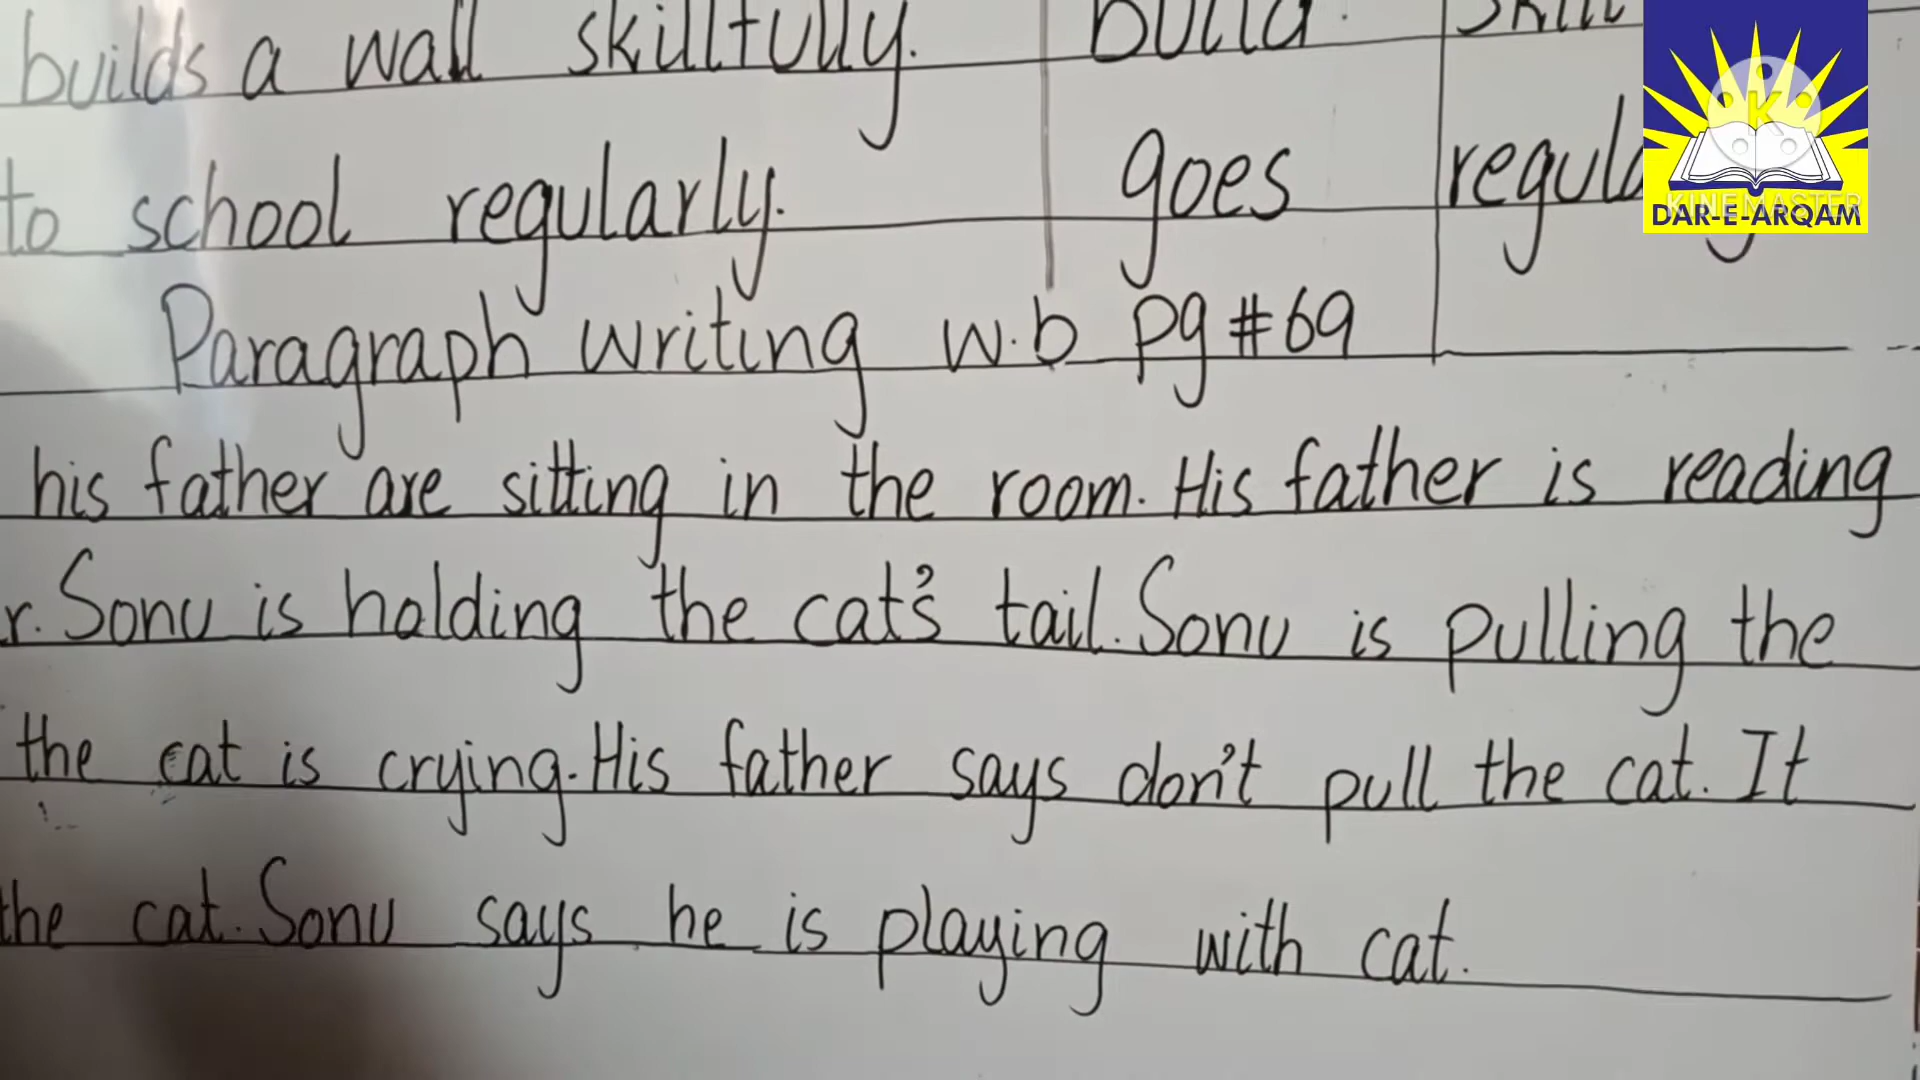 builds a wall skillfully. build.
to school regularly. goes
Paragraph writing w.b pg #69
his father are sitting in the room. His father is reading
r. Sonu is holding the cat's tail. Sonu is pulling the
the cat is crying. His father says don't pull the cat. It
the cat. Sonu says he is playing with cat.
K
KINEMASTER
DAR-E-ARQAM